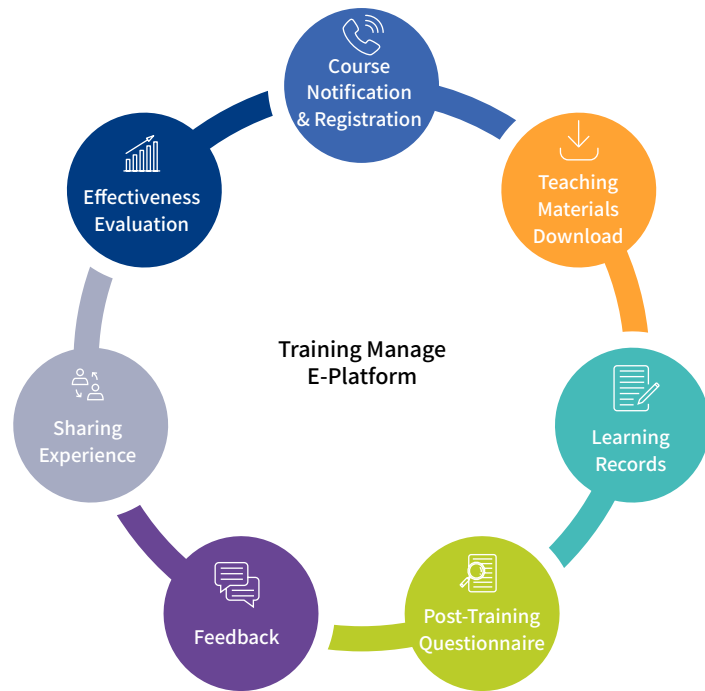 Course
Notification
& Registration
Teaching
Materials
Download
Learning
Records
Post-Training
Questionnaire
Feedback
Sharing
Experience
Effectiveness
Evaluation
Training Manage
E-Platform